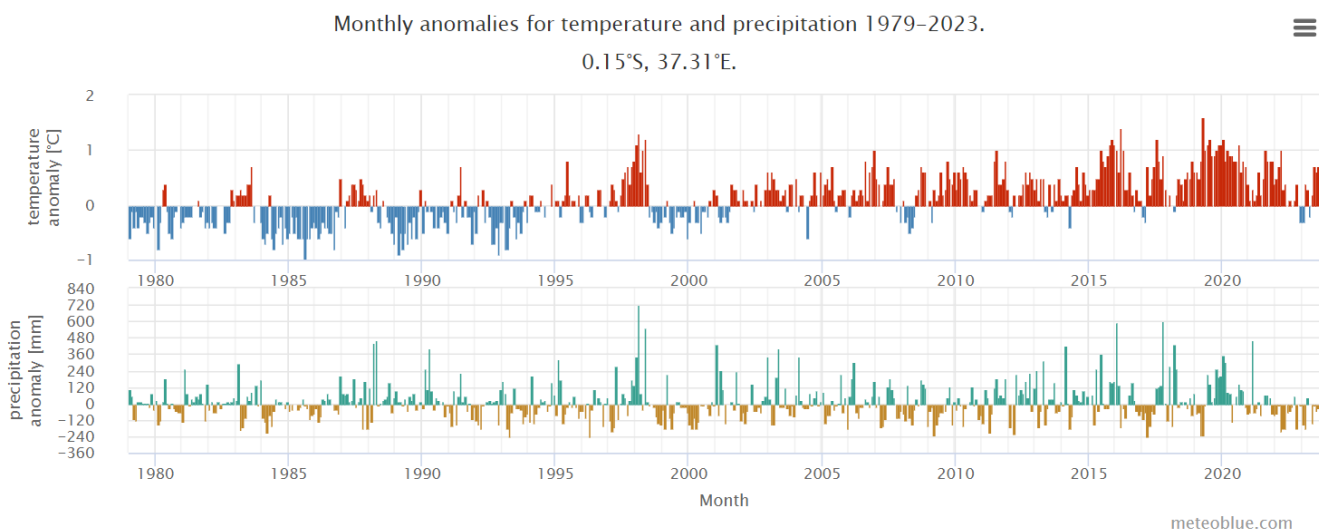 Monthly anomalies for temperature and precipitation 1979–2023.
0.15°S, 37.31°E.
temperature
anomaly [℃]
2
1
0
−1
1980 1985 1990 1995 2000 2005 2010 2015 2020
precipitation
anomaly [mm]
840
720
600
480
360
240
120
0
−120
−240
−360
1980 1985 1990 1995 2000 2005 2010 2015 2020
Month
meteoblue.com